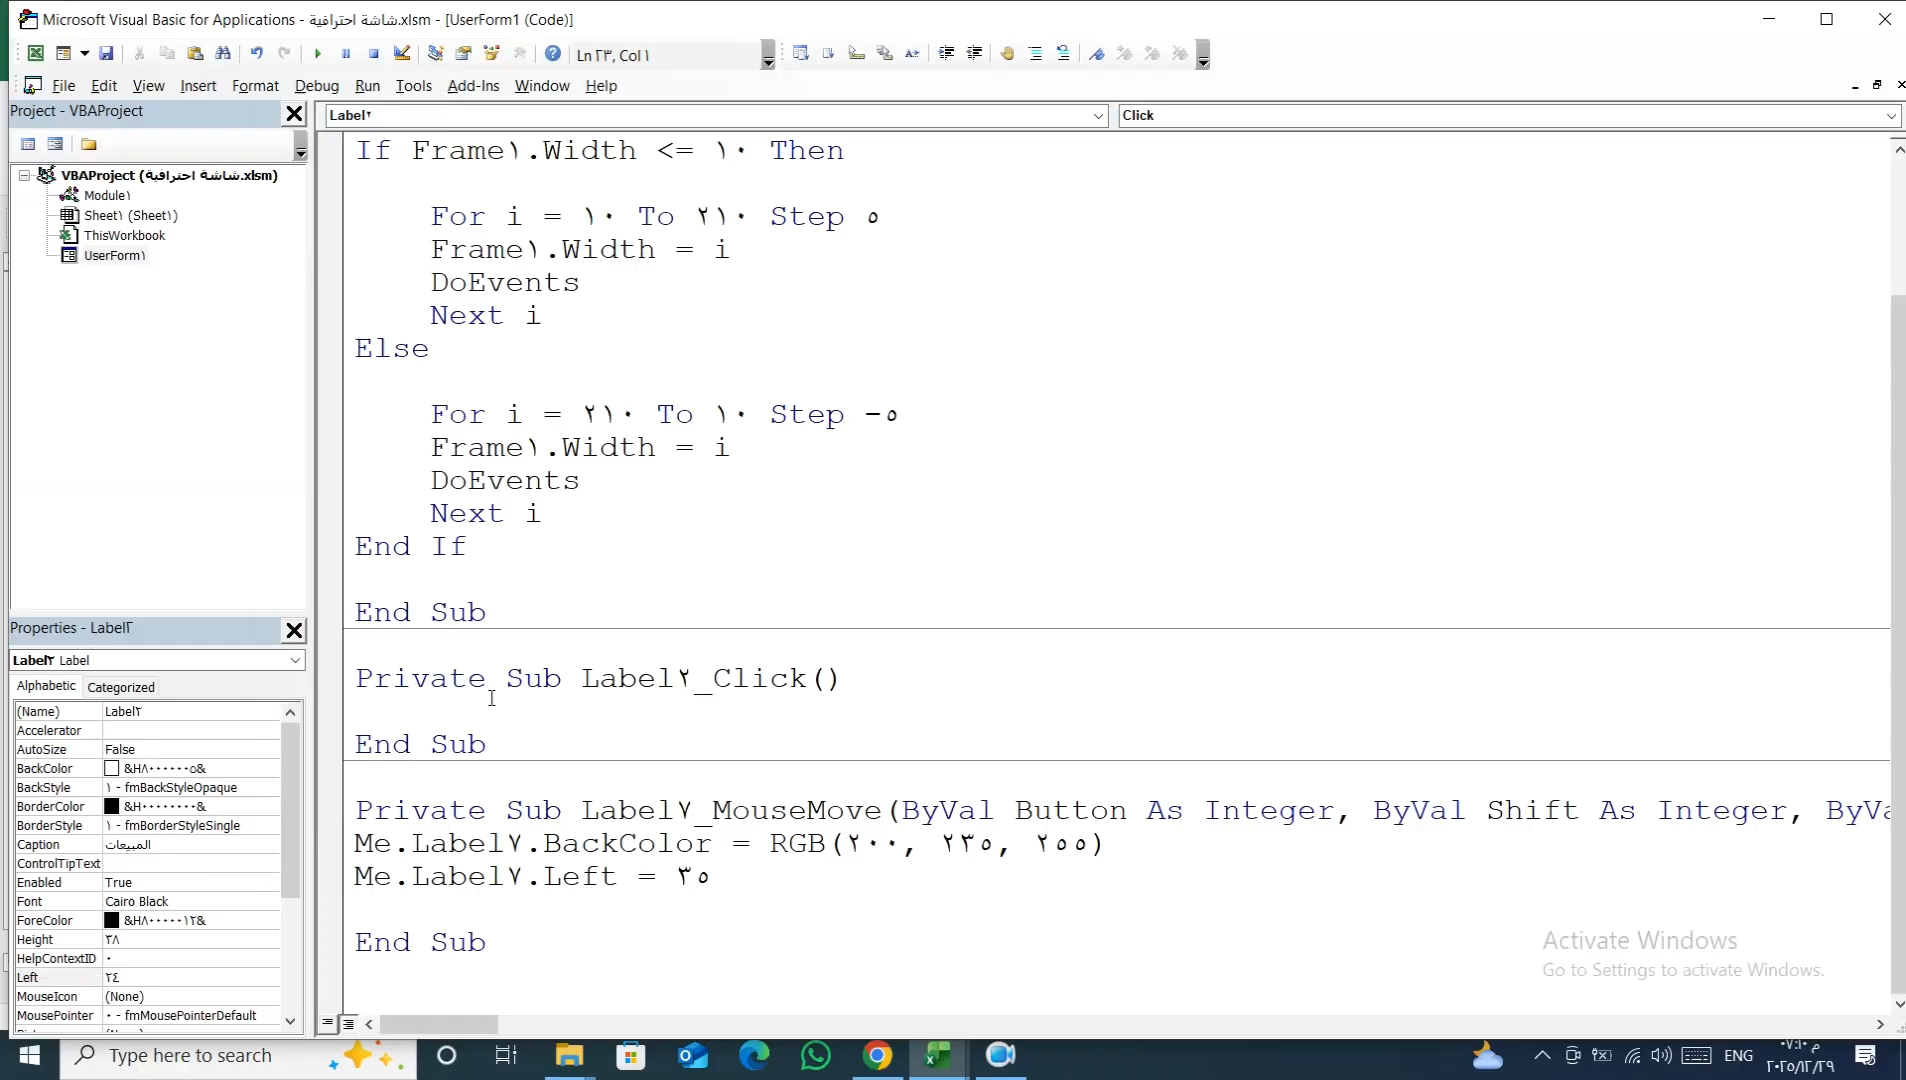 Microsoft Visual Basic for Applications - شاشة احترافية.xlsm - [UserForm1 (Code)]
Ln ٢٣, Col ١
File Edit View Insert Format Debug Run Tools Add-Ins Window Help
Project - VBAProject
Label٢
Click
VBAProject (شاشة احترافية.xlsm)
Module١
Sheet١ (Sheet١)
ThisWorkbook
UserForm١
If Frame١.Width <= ١٠ Then
For i = ١٠ To ٢١٠ Step ٥
Frame١.Width = i
DoEvents
Next i
Else
For i = ٢١٠ To ١٠ Step -٥
Frame١.Width = i
DoEvents
Next i
End If
End Sub
Private Sub Label٢_Click()
End Sub
Private Sub Label٧_MouseMove(ByVal Button As Integer, ByVal Shift As Integer, ByVa
Me.Label٧.BackColor = RGB(٢٠٠, ٢٣٥, ٢٥٥)
Me.Label٧.Left = ٣٥
End Sub
Properties - Label٢
Label٢ Label
Alphabetic Categorized
(Name) Label٢
Accelerator
AutoSize False
BackColor &H٨٠٠٠٠٠٠٥&
BackStyle ١ - fmBackStyleOpaque
BorderColor &H٠٠٠٠٠٠٠٠&
BorderStyle ١ - fmBorderStyleSingle
Caption المبيعات
ControlTipText
Enabled True
Font Cairo Black
ForeColor &H٨٠٠٠٠٠١٢&
Height ٣٨
HelpContextID ٠
Left ٢٤
MouseIcon (None)
MousePointer ٠ - fmMousePointerDefault
Activate Windows
Go to Settings to activate Windows.
Type here to search
ENG
٠٧:١٠ م
٢٠٢٥/١٢/٢٩